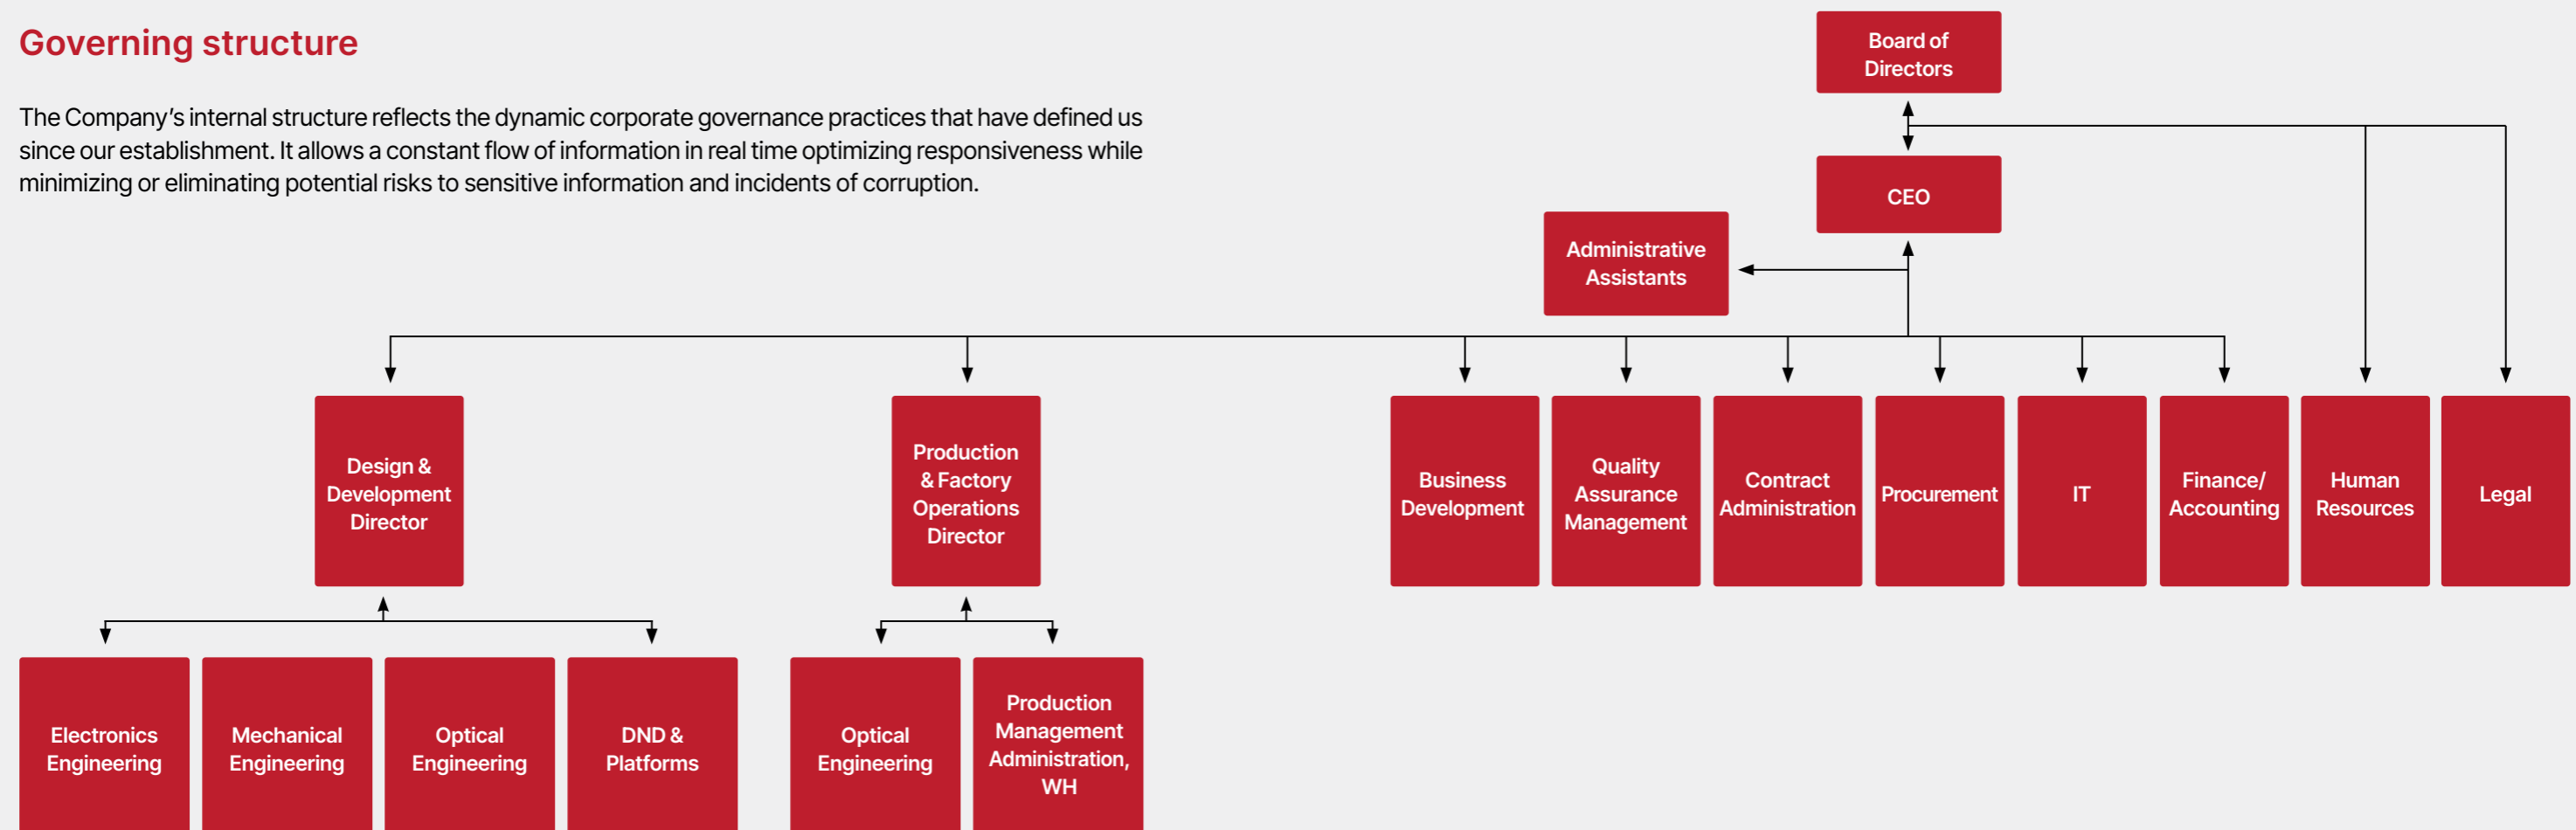 Governing structure
The Company’s internal structure reflects the dynamic corporate governance practices that have defined us
since our establishment. It allows a constant flow of information in real time optimizing responsiveness while
minimizing or eliminating potential risks to sensitive information and incidents of corruption.
Board of
Directors
CEO
Administrative
Assistants
Design &
Development
Director
Production
& Factory
Operations
Director
Business
Development
Quality
Assurance
Management
Contract
Administration
Procurement
IT
Finance/
Accounting
Human
Resources
Legal
Electronics
Engineering
Mechanical
Engineering
Optical
Engineering
DND &
Platforms
Optical
Engineering
Production
Management
Administration,
WH